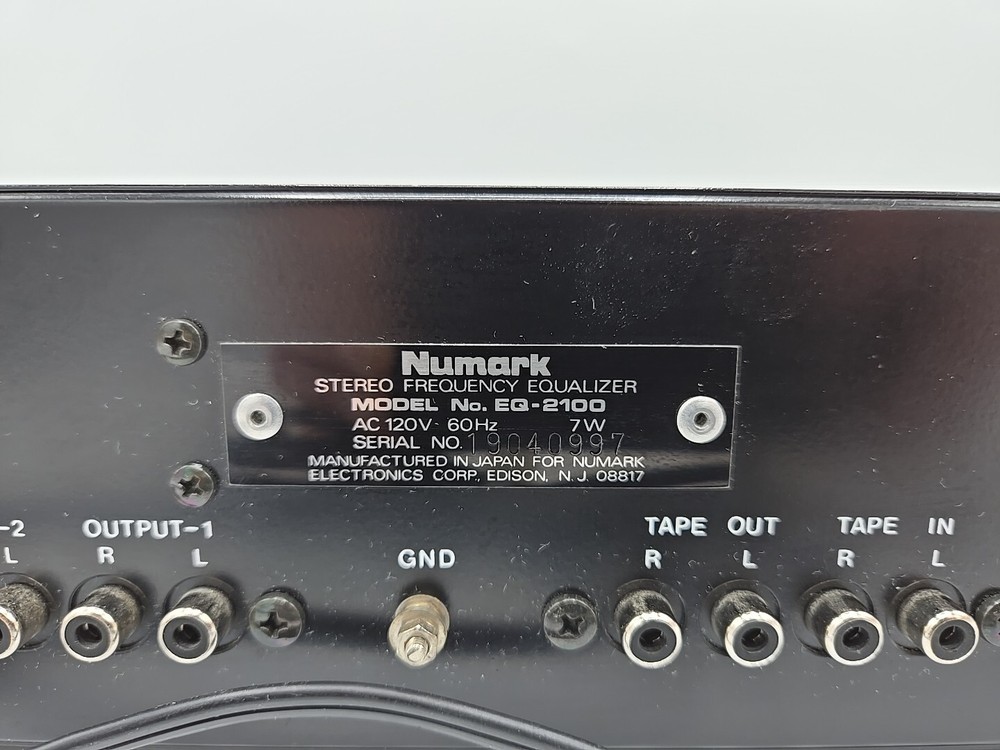 Numark
STEREO FREQUENCY EQUALIZER
MODEL No. EQ-2100
AC 120V~ 60Hz 7W
SERIAL NO. 19040997
MANUFACTURED IN JAPAN FOR NUMARK
ELECTRONICS CORP., EDISON, N.J. 08817
-2 OUTPUT-1 TAPE OUT TAPE IN
L R L GND R L R L